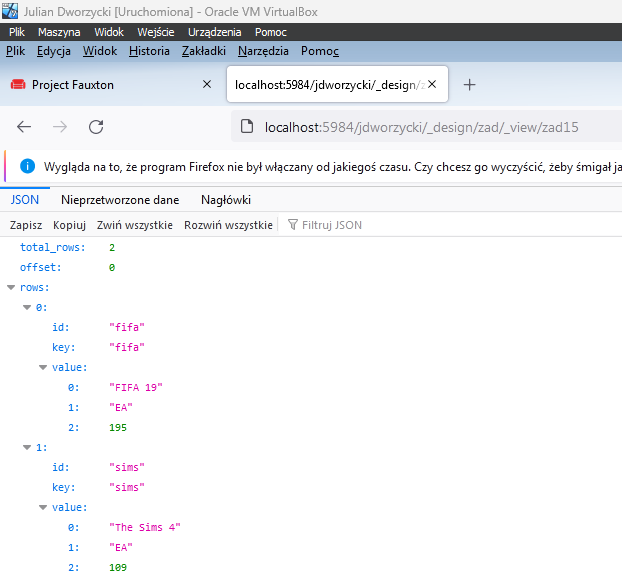 Julian Dworzycki [Uruchomiona] - Oracle VM VirtualBox
Plik Maszyna Widok Wejście Urządzenia Pomoc
Plik Edycja Widok Historia Zakładki Narzędzia Pomoc
Project Fauxton
localhost:5984/jdworzycki/_design/z
localhost:5984/jdworzycki/_design/zad/_view/zad15
Wygląda na to, że program Firefox nie był włączany od jakiegoś czasu. Czy chcesz go wyczyścić, żeby śmigał ja
JSON Nieprzetworzone dane Nagłówki
Zapisz Kopiuj Zwiń wszystkie Rozwiń wszystkie Filtruj JSON
total_rows: 2
offset: 0
rows:
0:
id: "fifa"
key: "fifa"
value:
0: "FIFA 19"
1: "EA"
2: 195
1:
id: "sims"
key: "sims"
value:
0: "The Sims 4"
1: "EA"
2: 109